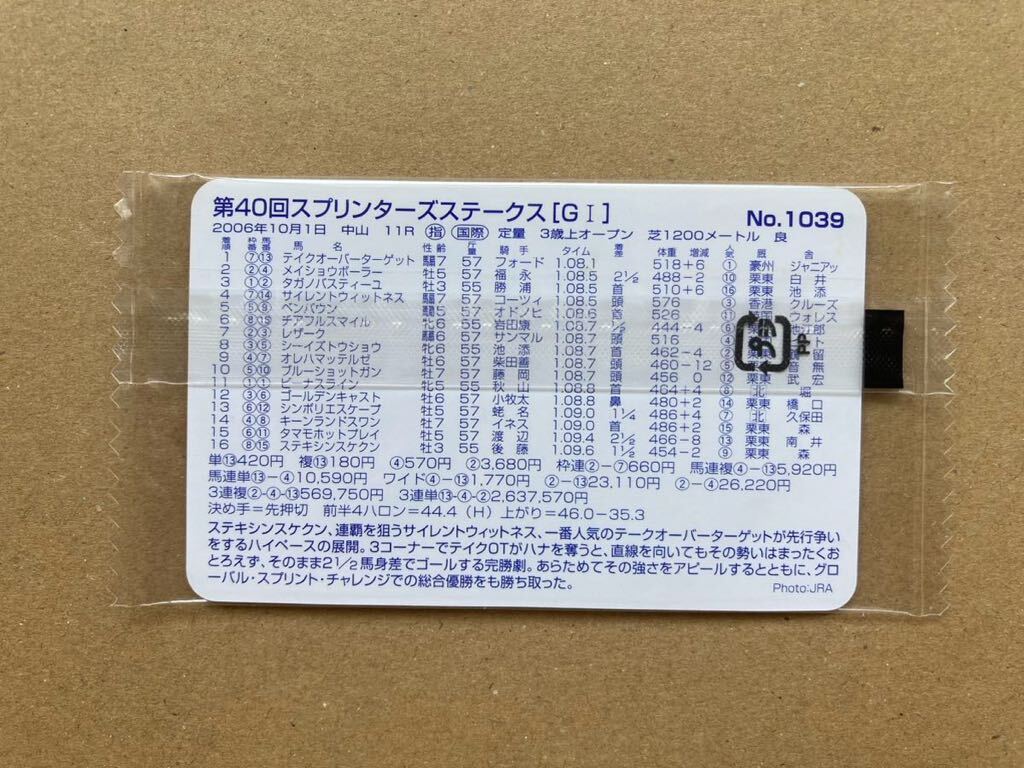 第40回スプリンターズステークス[GⅠ] No.1039
2006年10月1日 中山 11R ㊟指 国際 定量 3歳上オープン 芝1200メートル 良
着順 枠番 馬番 馬名 性齢 斤量 騎手 タイム 着差 体重 増減 人気 厩舎
1 ⑦⑬ テイクオーバーターゲット 騸7 57 フォード 1.08.1 518+6 ① 豪州 ジャニアッ
2 ②④ メイショウボーラー 牡5 57 福永 1.08.5 2½ 488-2 ⑩ 栗東 白井
3 ①② タガノバスティーユ 牡3 55 勝浦 1.08.5 首 510+6 ⑯ 栗東 池添
4 ⑦⑭ サイレントウィットネス 騸7 57 コーツィ 1.08.5 頭 576 ③ 香港 クルーズ
5 ⑤⑨ ベンバウン 騸5 57 オドノヒ 1.08.6 首 526 ⑪ ウォレス
6 ⑧⑮ チアフルスマイル 牝6 55 岩田康 1.08.7 444-4 ⑥ 池江郎
7 ②③ レザーク 騸7 57 サンマル 1.08.7 頭 516 ④
8 ③⑤ シーイズトウショウ 牝6 55 池添 1.08.7 首 462-4 ② 留
9 ④⑦ オレハマッテルゼ 牡6 57 柴田善 1.08.7 頭 460-12 ⑤ 音無
10 ⑤⑩ ブルーショットガン 牡7 57 藤岡 1.08.7 頭 456 0 ⑫ 栗東 武宏
11 ①① ビーナスライン 牝5 55 秋山 1.08.8 首 464+4 ⑧ 北 堀
12 ③⑥ ゴールデンキャスト 牡6 57 小牧太 1.08.8 鼻 480+2 ⑭ 栗東 橋口
13 ⑥⑫ シンボリエスケープ 牡5 57 蛯名 1.09.0 1¼ 486+4 ⑦ 北 久保田
14 ④⑧ キーンランドスワン 牡7 57 イネス 1.09.0 首 486+2 ⑮ 栗東 森
15 ⑥⑪ タマモホットプレイ 牡5 57 渡辺 1.09.4 2½ 466-8 ⑬ 栗東 南井
16 ⑧⑮ ステキシンスケクン 牡3 55 後藤 1.09.6 1½ 454-2 ⑨ 栗東 森
単⑬420円 複⑬180円 ④570円 ②3,680円 枠連②-⑦660円 馬連複④-⑬5,920円
馬連単⑬-④10,590円 ワイド④-⑬1,770円 ②-⑬23,110円 ②-④26,220円
3連複②-④-⑬569,750円 3連単⑬-④-②2,637,570円
決め手=先押切 前半4ハロン=44.4 (H) 上がり=46.0-35.3
ステキシンスケクン、連覇を狙うサイレントウィットネス、一番人気のテークオーバーターゲットが先行争い
をするハイペースの展開。3コーナーでテイクOTがハナを奪うと、直線を向いてもその勢いはまったくお
とろえず、そのまま2½馬身差でゴールする完勝劇。あらためてその強さをアピールするとともに、グロ
ーバル・スプリント・チャレンジでの総合優勝をも勝ち取った。
Photo:JRA
プラ
PP